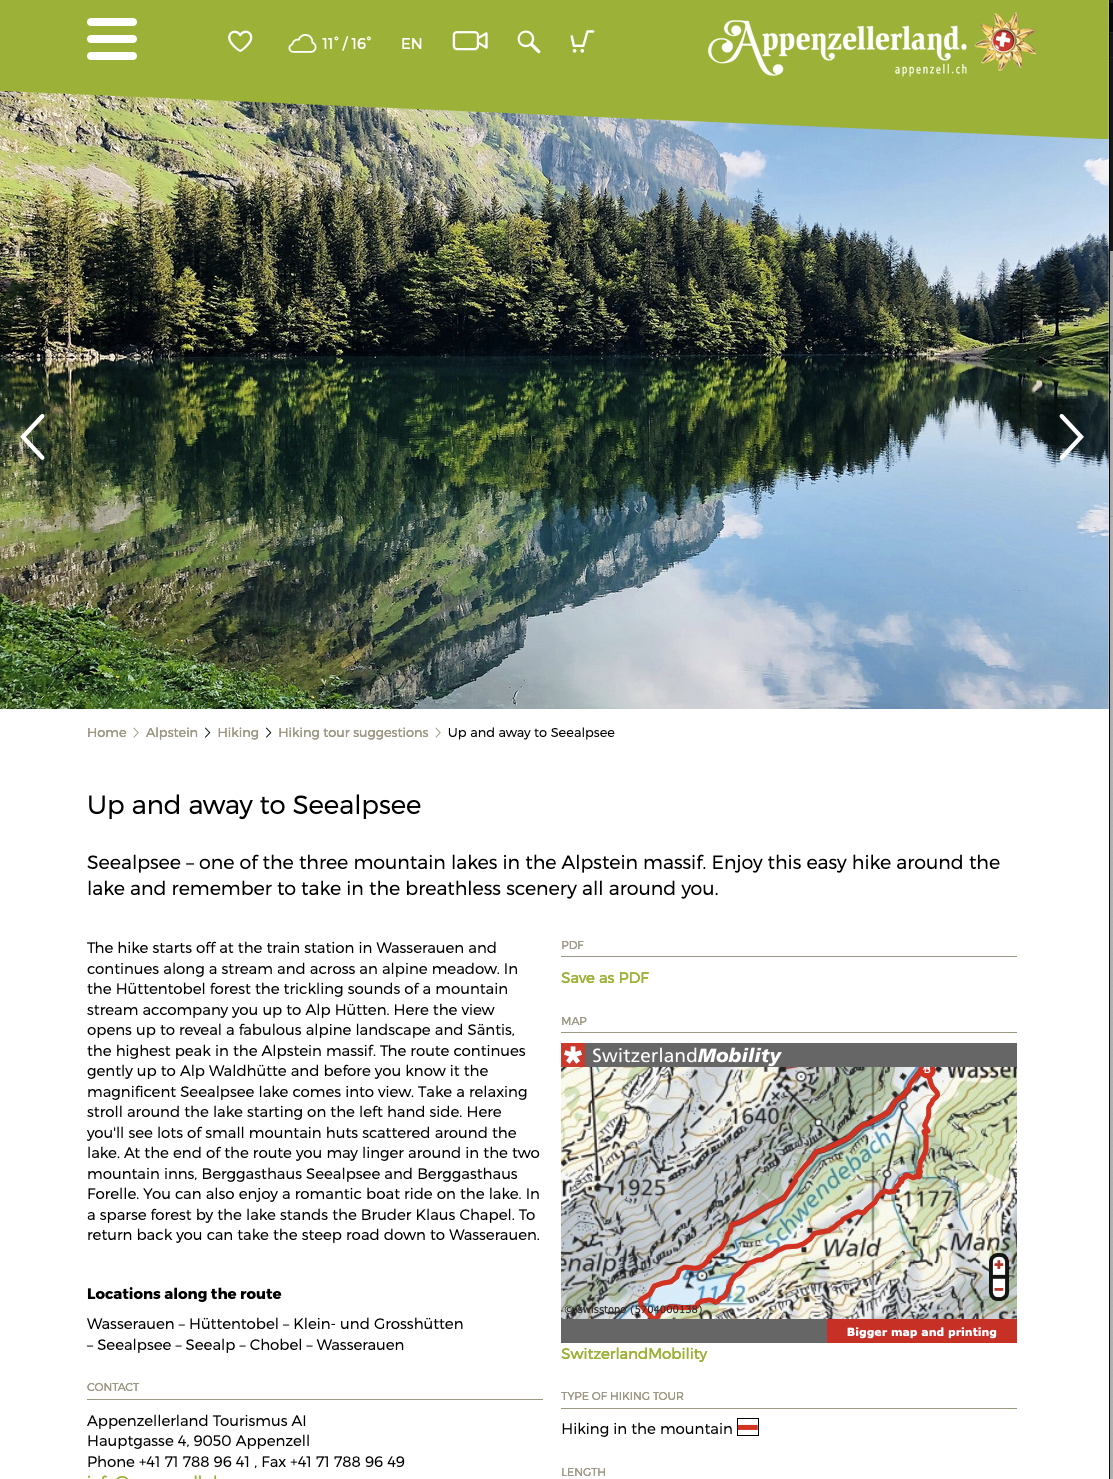 11° / 16°
EN
Appenzellerland.
appenzell.ch
Home > Alpstein > Hiking > Hiking tour suggestions > Up and away to Seealpsee
Up and away to Seealpsee
Seealpsee – one of the three mountain lakes in the Alpstein massif. Enjoy this easy hike around the
lake and remember to take in the breathless scenery all around you.
The hike starts off at the train station in Wasserauen and
continues along a stream and across an alpine meadow. In
the Hüttentobel forest the trickling sounds of a mountain
stream accompany you up to Alp Hütten. Here the view
opens up to reveal a fabulous alpine landscape and Säntis,
the highest peak in the Alpstein massif. The route continues
gently up to Alp Waldhütte and before you know it the
magnificent Seealpsee lake comes into view. Take a relaxing
stroll around the lake starting on the left hand side. Here
you'll see lots of small mountain huts scattered around the
lake. At the end of the route you may linger around in the two
mountain inns, Berggasthaus Seealpsee and Berggasthaus
Forelle. You can also enjoy a romantic boat ride on the lake. In
a sparse forest by the lake stands the Bruder Klaus Chapel. To
return back you can take the steep road down to Wasserauen.
Locations along the route
Wasserauen – Hüttentobel – Klein- und Grosshütten
– Seealpsee – Seealp – Chobel – Wasserauen
CONTACT
Appenzellerland Tourismus AI
Hauptgasse 4, 9050 Appenzell
Phone +41 71 788 96 41 , Fax +41 71 788 96 49
PDF
Save as PDF
MAP
SwitzerlandMobility
Wasser
1640
1925
Schwendebach
1177
Wald
Mans
enalp
1142
© swisstopo (5704000138)
Bigger map and printing
SwitzerlandMobility
TYPE OF HIKING TOUR
Hiking in the mountain
LENGTH